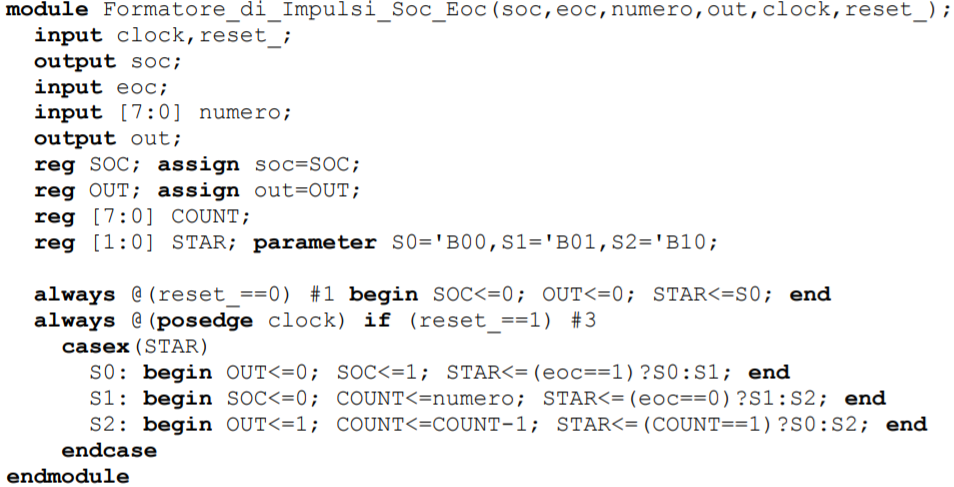 module Formatore_di_Impulsi_Soc_Eoc(soc,eoc,numero,out,clock,reset_);
input clock,reset_;
output soc;
input eoc;
input [7:0] numero;
output out;
reg SOC; assign soc=SOC;
reg OUT; assign out=OUT;
reg [7:0] COUNT;
reg [1:0] STAR; parameter S0='B00,S1='B01,S2='B10;
always @(reset_==0) #1 begin SOC<=0; OUT<=0; STAR<=S0; end
always @(posedge clock) if (reset_==1) #3
casex(STAR)
S0: begin OUT<=0; SOC<=1; STAR<=(eoc==1)?S0:S1; end
S1: begin SOC<=0; COUNT<=numero; STAR<=(eoc==0)?S1:S2; end
S2: begin OUT<=1; COUNT<=COUNT-1; STAR<=(COUNT==1)?S0:S2; end
endcase
endmodule